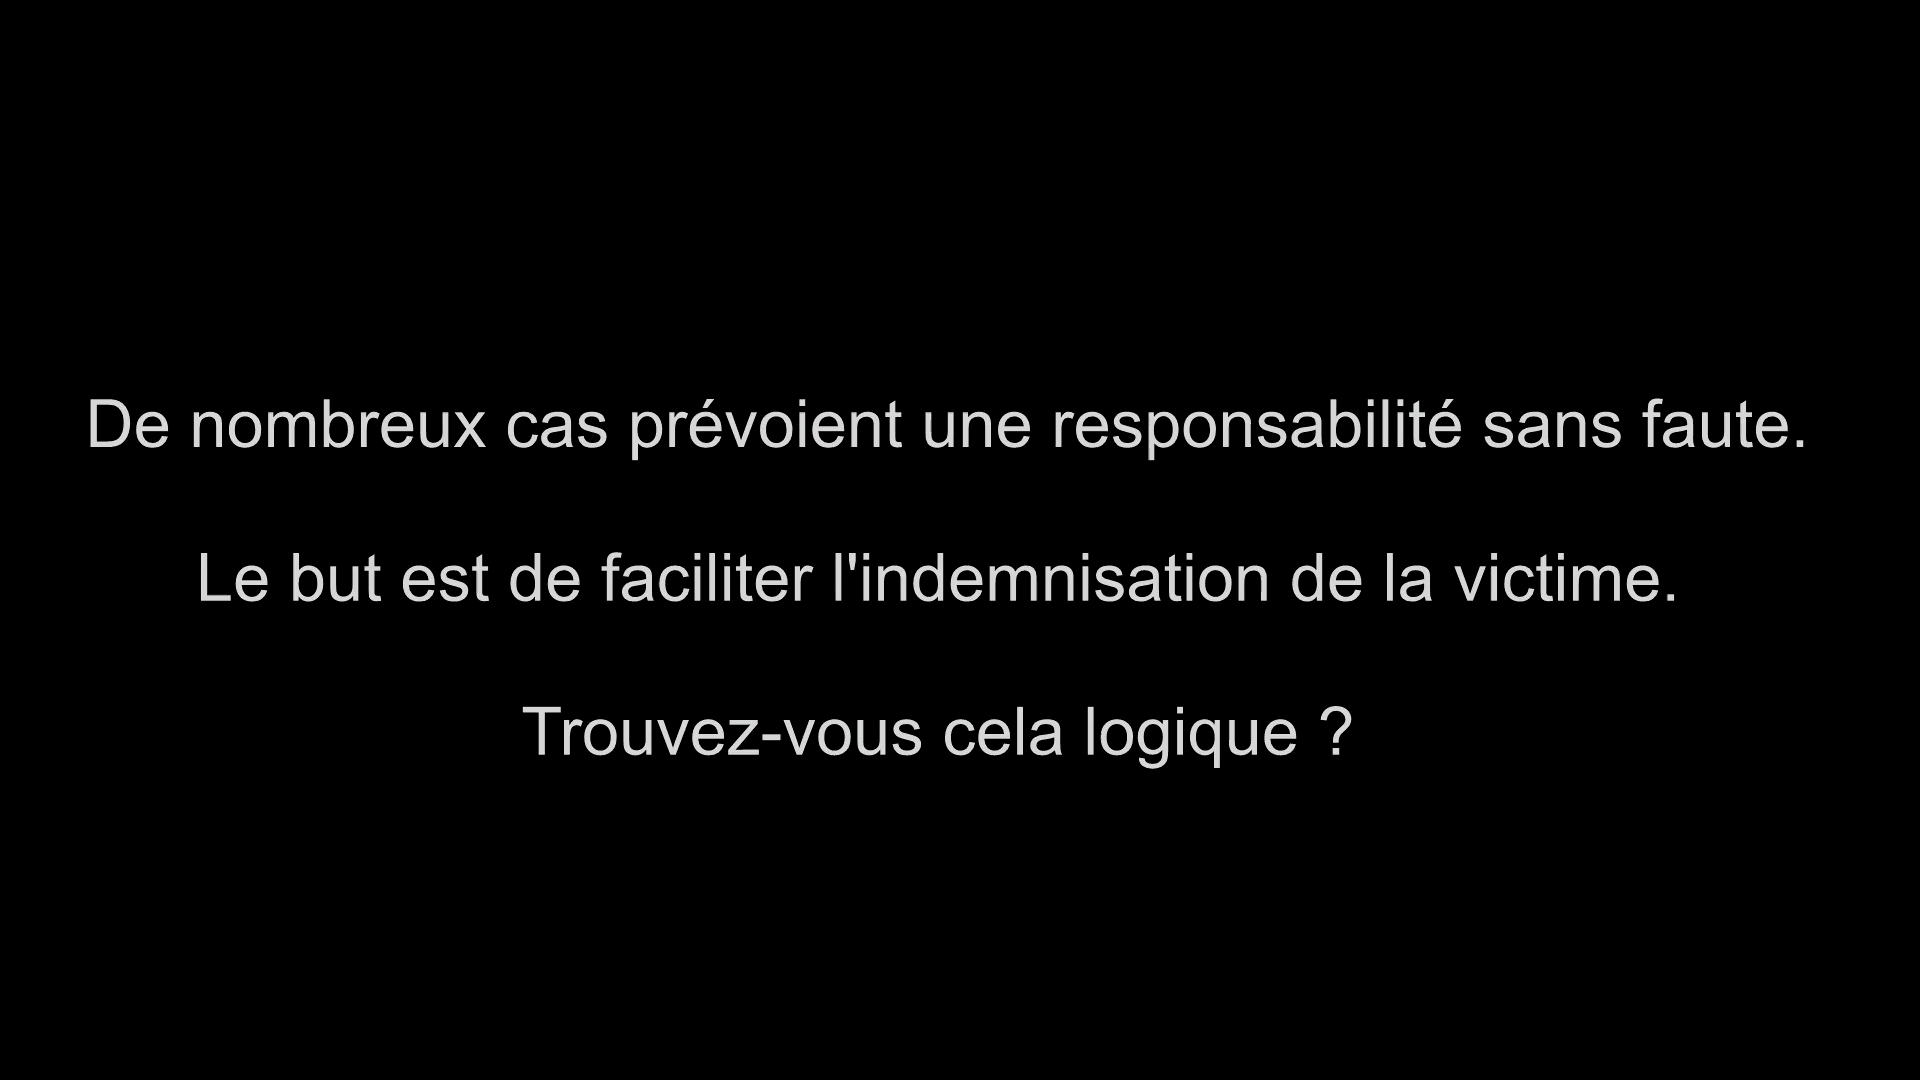 De nombreux cas prévoient une responsabilité sans faute.
Le but est de faciliter l'indemnisation de la victime.
Trouvez-vous cela logique ?